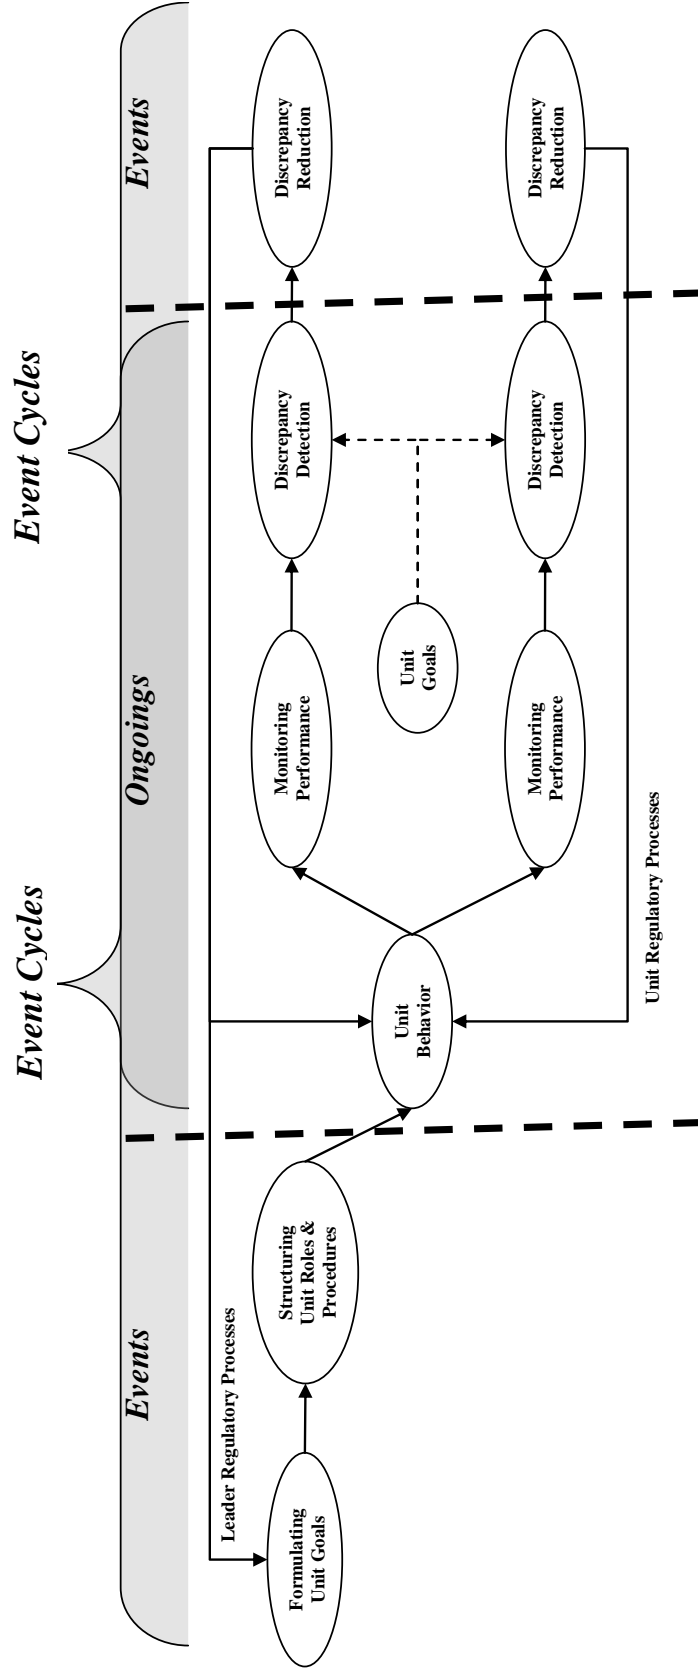 Event Cycles
Event Cycles
Events
Ongoings
Events
Leader Regulatory Processes
Formulating
Unit Goals
Structuring
Unit Roles &
Procedures
Unit
Behavior
Monitoring
Performance
Discrepancy
Detection
Discrepancy
Reduction
Unit
Goals
Monitoring
Performance
Discrepancy
Detection
Discrepancy
Reduction
Unit Regulatory Processes